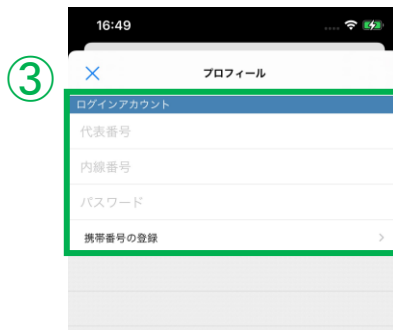 16:49
③
プロフィール
ログインアカウント
代表番号
内線番号
パスワード
携帯番号の登録